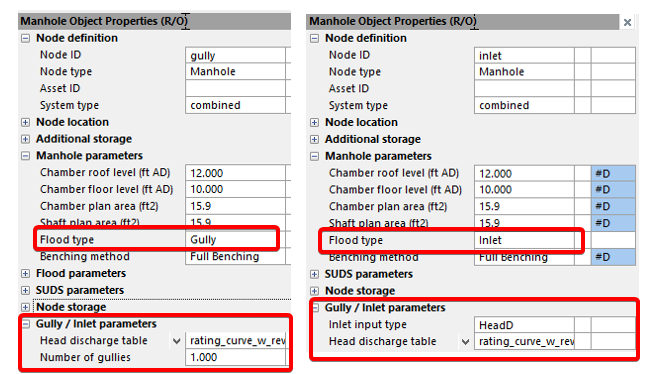 Manhole Object Properties (R/O)
Node definition
Node ID gully
Node type Manhole
Asset ID
System type combined
Node location
Additional storage
Manhole parameters
Chamber roof level (ft AD) 12.000
Chamber floor level (ft AD) 10.000
Chamber plan area (ft2) 15.9
Shaft plan area (ft2) 15.9
Flood type Gully
Benching method Full Benching
Flood parameters
SUDS parameters
Node storage
Gully / Inlet parameters
Head discharge table rating_curve_w_rev
Number of gullies 1.000
Manhole Object Properties (R/O)
Node definition
Node ID inlet
Node type Manhole
Asset ID
System type combined
Node location
Additional storage
Manhole parameters
Chamber roof level (ft AD) 12.000 #D
Chamber floor level (ft AD) 10.000 #D
Chamber plan area (ft2) 15.9 #D
Shaft plan area (ft2) 15.9 #D
Flood type Inlet
Benching method Full Benching #D
SUDS parameters
Node storage
Gully / Inlet parameters
Inlet input type HeadD
Head discharge table rating_curve_w_rev